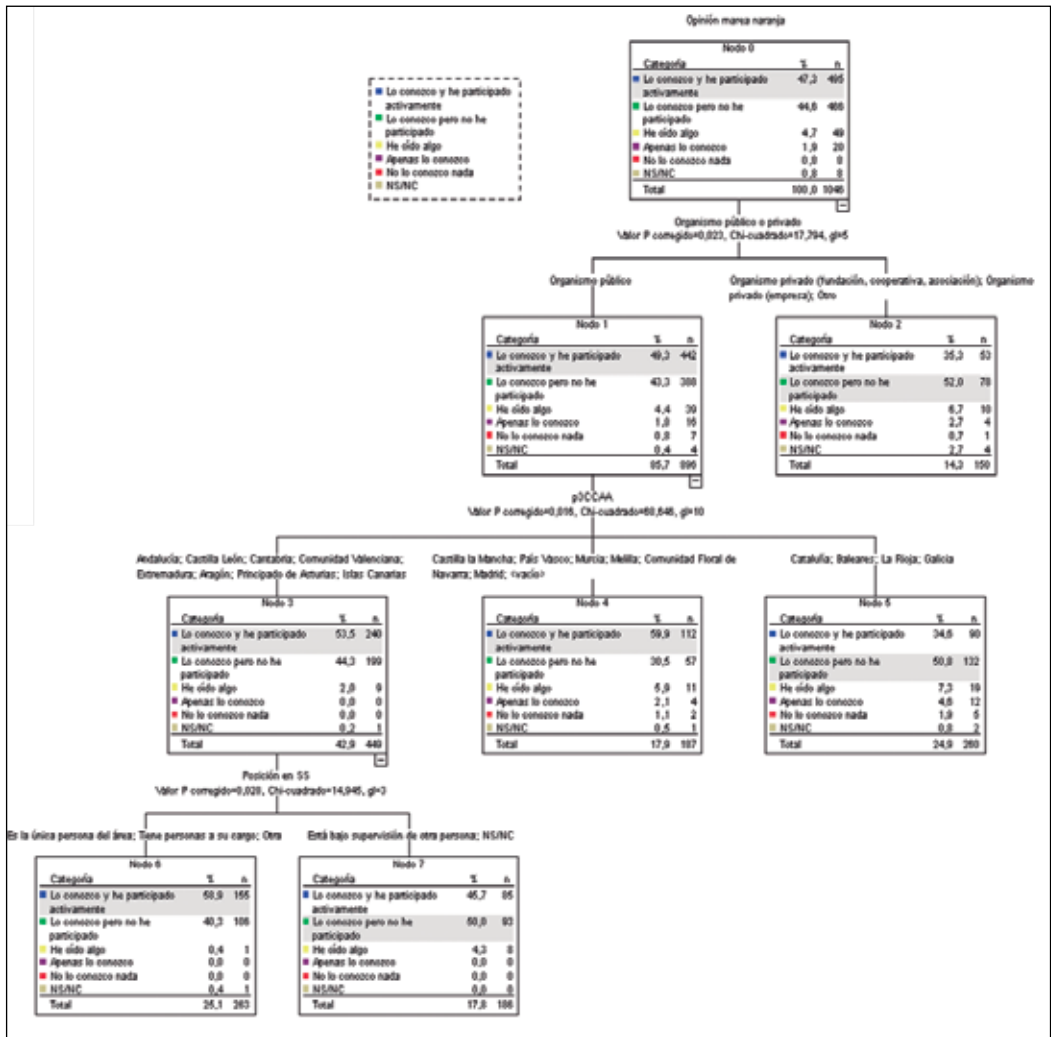 Opinión marea naranja
Nodo 0
Categoría % n
Lo conozco y he participado 47,3 495
activamente
Lo conozco pero no he 44,6 466
participado
He oído algo 4,7 49
Apenas lo conozco 1,9 20
No lo conozco nada 0,8 8
NS/NC 0,8 8
Total 100,0 1046
Lo conozco y he participado
activamente
Lo conozco pero no he
participado
He oído algo
Apenas lo conozco
No lo conozco nada
NS/NC
Organismo público o privado
Valor P corregido=0,023, Chi-cuadrado=17,794, gl=5
Organismo público
Organismo privado (fundación, cooperativa, asociación); Organismo
privado (empresa); Otro
Nodo 1
Categoría % n
Lo conozco y he participado 49,3 442
activamente
Lo conozco pero no he 43,3 388
participado
He oído algo 4,4 39
Apenas lo conozco 1,8 16
No lo conozco nada 0,8 7
NS/NC 0,4 4
Total 85,7 896
Nodo 2
Categoría % n
Lo conozco y he participado 35,3 53
activamente
Lo conozco pero no he 52,0 78
participado
He oído algo 6,7 10
Apenas lo conozco 2,7 4
No lo conozco nada 0,7 1
NS/NC 2,7 4
Total 14,3 150
p3CCAA
Valor P corregido=0,016, Chi-cuadrado=60,646, gl=10
Andalucía; Castilla León; Cantabria; Comunidad Valenciana;
Extremadura; Aragón; Principado de Asturias; Islas Canarias
Castilla la Mancha; País Vasco; Murcia; Melilla; Comunidad Floral de
Navarra; Madrid; <vacío>
Cataluña; Baleares; La Rioja; Galicia
Nodo 3
Categoría % n
Lo conozco y he participado 53,5 240
activamente
Lo conozco pero no he 44,3 199
participado
He oído algo 2,0 9
Apenas lo conozco 0,0 0
No lo conozco nada 0,0 0
NS/NC 0,2 1
Total 42,9 449
Nodo 4
Categoría % n
Lo conozco y he participado 59,9 112
activamente
Lo conozco pero no he 30,5 57
participado
He oído algo 5,9 11
Apenas lo conozco 2,1 4
No lo conozco nada 1,1 2
NS/NC 0,5 1
Total 17,9 187
Nodo 5
Categoría % n
Lo conozco y he participado 34,6 90
activamente
Lo conozco pero no he 50,8 132
participado
He oído algo 7,3 19
Apenas lo conozco 4,6 12
No lo conozco nada 1,9 5
NS/NC 0,8 2
Total 24,9 260
Posición en SS
Valor P corregido=0,028, Chi-cuadrado=14,945, gl=3
Es la única persona del área; Tiene personas a su cargo; Otra
Está bajo supervisión de otra persona; NS/NC
Nodo 6
Categoría % n
Lo conozco y he participado 58,9 155
activamente
Lo conozco pero no he 40,3 106
participado
He oído algo 0,4 1
Apenas lo conozco 0,0 0
No lo conozco nada 0,0 0
NS/NC 0,4 1
Total 25,1 263
Nodo 7
Categoría % n
Lo conozco y he participado 45,7 85
activamente
Lo conozco pero no he 50,0 93
participado
He oído algo 4,3 8
Apenas lo conozco 0,0 0
No lo conozco nada 0,0 0
NS/NC 0,0 0
Total 17,8 186